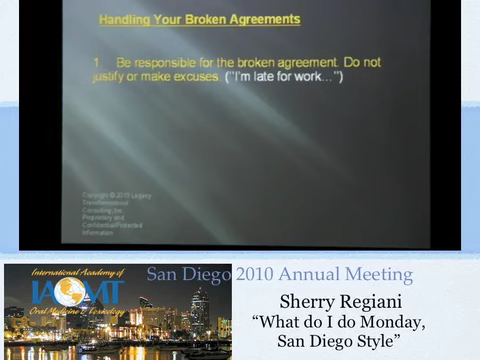 Handling Your Broken Agreements
1. Be responsible for the broken agreement. Do not
justify or make excuses. ("I'm late for work...")
Copyright © 2010 Legacy
Transformational
Consulting, Inc.
Proprietary and
Confidential/Protected
Information
San Diego 2010 Annual Meeting
International Academy of
IAOMT
Oral Medicine & Toxicology
Sherry Regiani
"What do I do Monday,
San Diego Style"